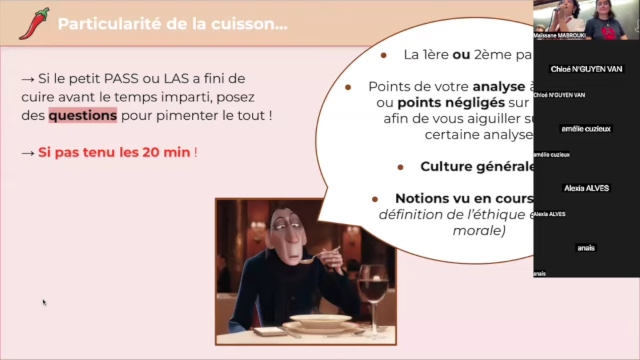 Particularité de la cuisson...
→ Si le petit PASS ou LAS a fini de
cuire avant le temps imparti, posez
des questions pour pimenter le tout !
→ Si pas tenu les 20 min !
• La 1ère ou 2ème pa
• Points de votre analyse
ou points négligés sur
afin de vous aiguiller su
certaine analyse
• Culture générale
• Notions vu en cours
définition de l'éthique e
morale)
Maïssane MABROUKI
Chloé N'GUYEN VAN
Chloé N'GUYEN VAN
amélie cuzieux
amélie cuzieux
Alexia ALVES
Alexia ALVES
anais
anais